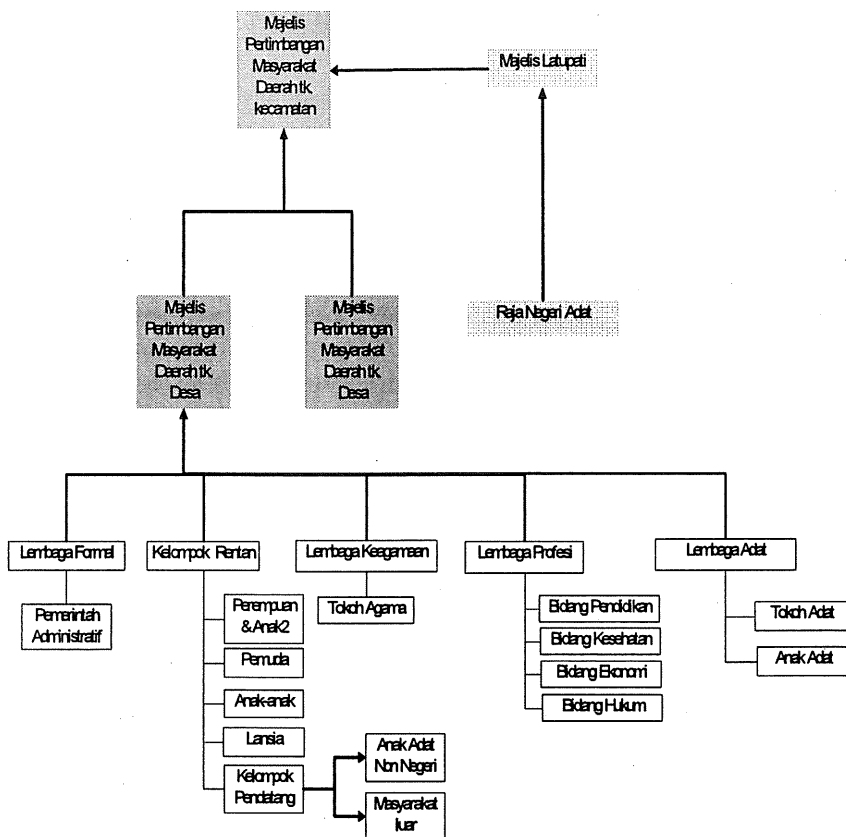 Majelis
Pertimbangan
Masyarakat
Daerah tk.
kecamatan
Majelis Latupati
Majelis
Pertimbangan
Masyarakat
Daerah tk.
Desa
Majelis
Pertimbangan
Masyarakat
Daerah tk.
Desa
Raja Negeri Adat
Lembaga Formal
Kelompok Rentan
Lembaga Keagamaan
Lembaga Profesi
Lembaga Adat
Pemerintah
Administratif
Perempuan
& Anak2
Pemuda
Anak-anak
Lansia
Kelompok
Pendatang
Anak Adat
Non Negeri
Masyarakat
luar
Tokoh Agama
Bidang Pendidikan
Bidang Kesehatan
Bidang Ekonomi
Bidang Hukum
Tokoh Adat
Anak Adat